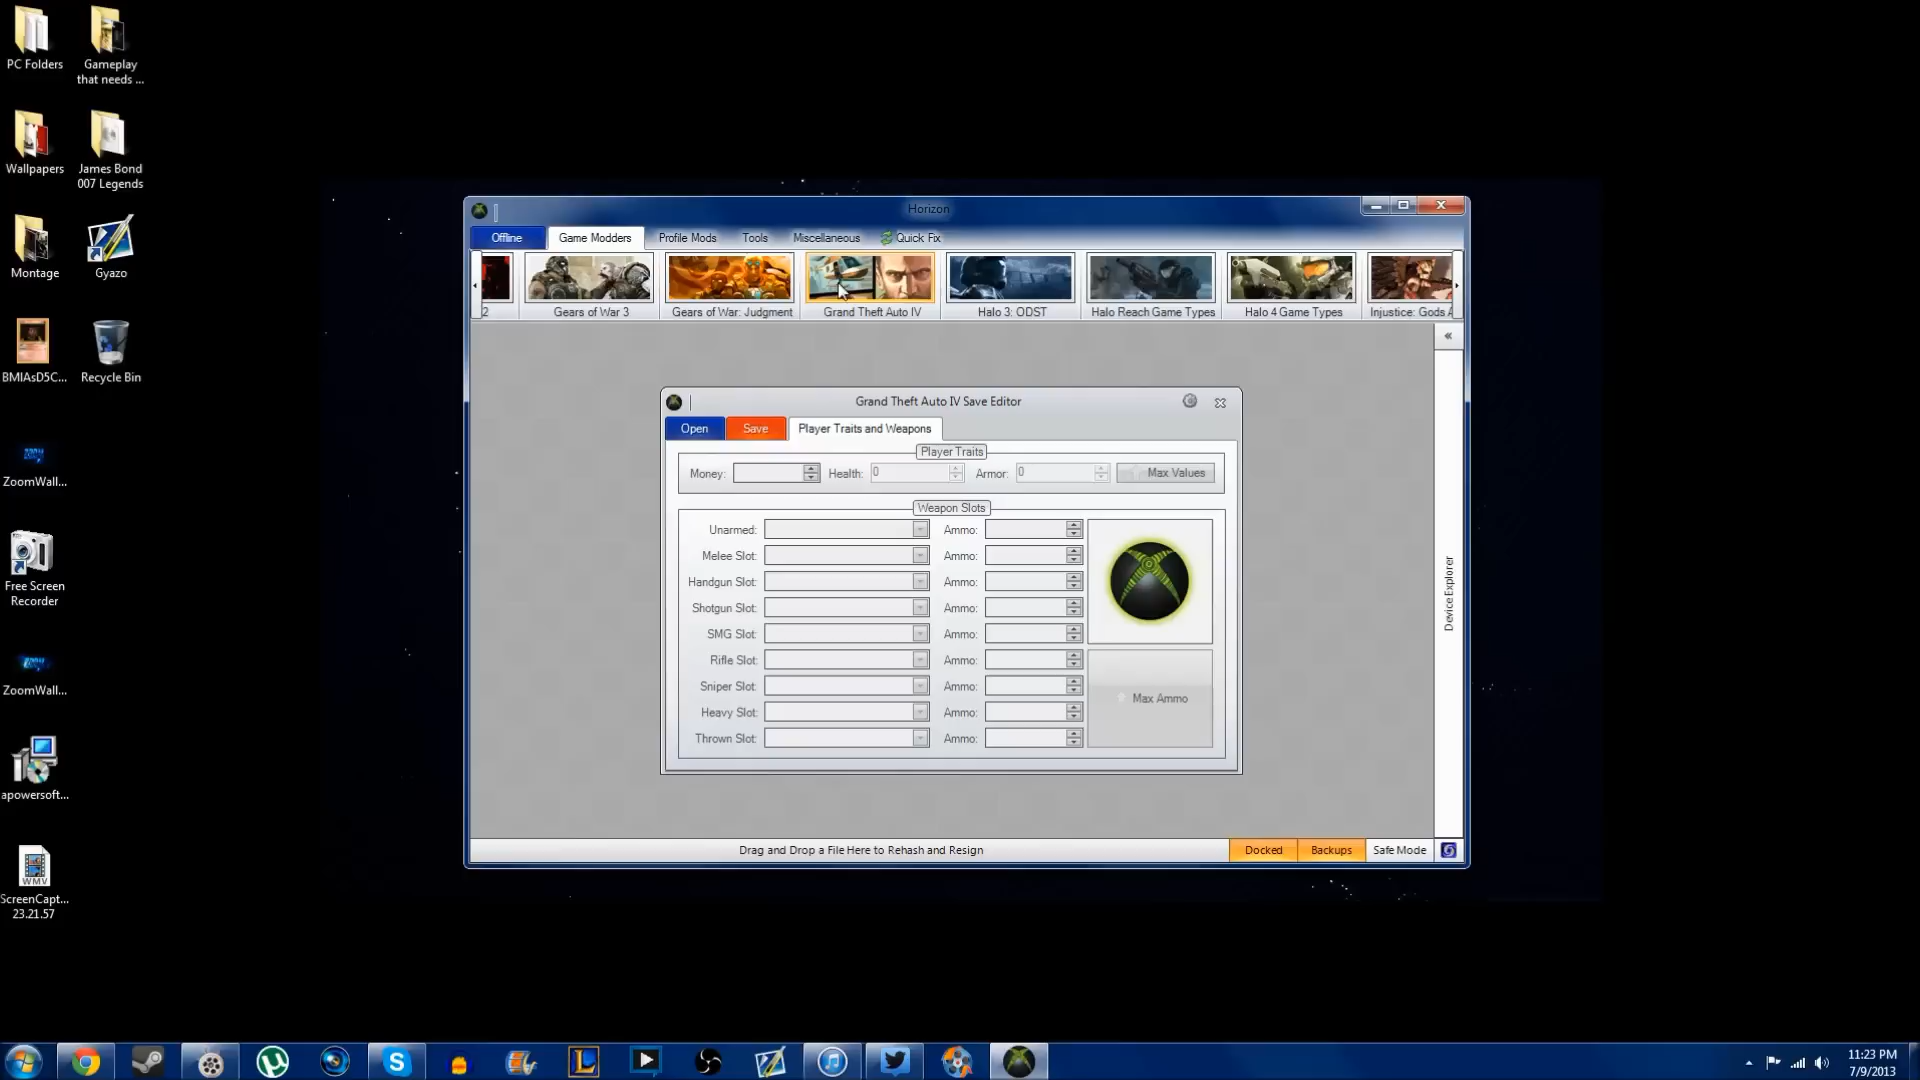 PC Folders
Gameplay
that needs ...
Wallpapers
James Bond
007 Legends
Montage
Gyazo
BMIAsD5C...
Recycle Bin
ZoomWall...
Free Screen
Recorder
ZoomWall...
apowersoft...
WMV
ScreenCapt...
23.21.57
Horizon
Offline
Game Modders
Profile Mods
Tools
Miscellaneous
Quick Fix
2
Gears of War 3
Gears of War: Judgment
Grand Theft Auto IV
Halo 3: ODST
Halo Reach Game Types
Halo 4 Game Types
Injustice: Gods A
«
Device Explorer
Grand Theft Auto IV Save Editor
Open
Save
Player Traits and Weapons
Player Traits
Money:
Health: 0
Armor: 0
Max Values
Weapon Slots
Unarmed: Ammo:
Melee Slot: Ammo:
Handgun Slot: Ammo:
Shotgun Slot: Ammo:
SMG Slot: Ammo:
Rifle Slot: Ammo:
Sniper Slot: Ammo:
Heavy Slot: Ammo:
Thrown Slot: Ammo:
Max Ammo
Drag and Drop a File Here to Rehash and Resign
Docked
Backups
Safe Mode
11:23 PM
7/9/2013